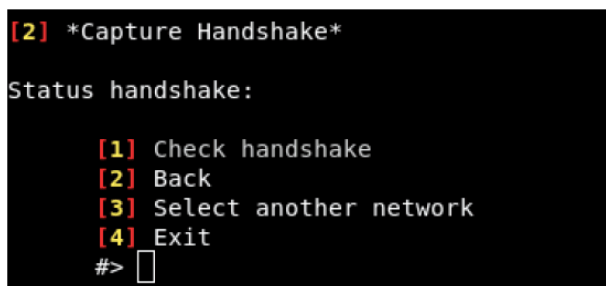 [2] *Capture Handshake*
Status handshake:
[1] Check handshake
[2] Back
[3] Select another network
[4] Exit
#>